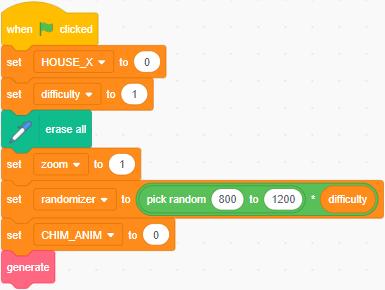 when clicked
set HOUSE_X to 0
set difficulty to 1
erase all
set zoom to 1
set randomizer to pick random 800 to 1200 * difficulty
set CHIM_ANIM to 0
generate